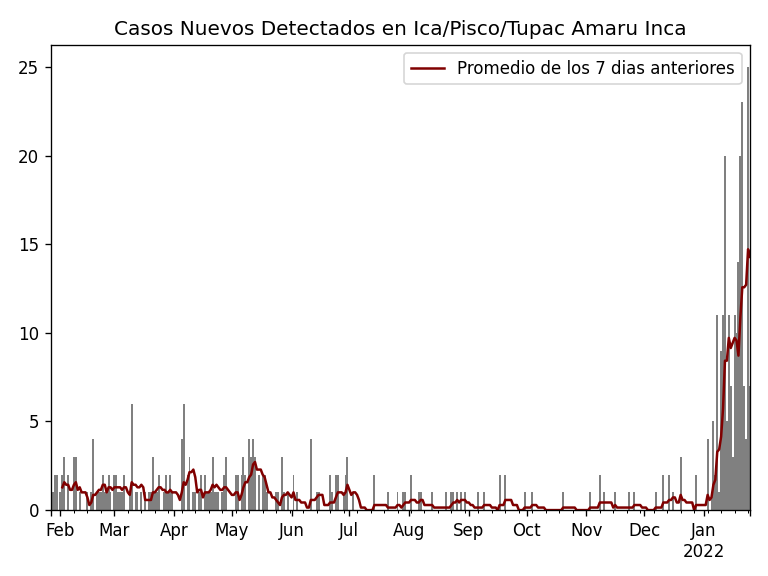 Casos Nuevos Detectados en Ica/Pisco/Tupac Amaru Inca
Promedio de los 7 dias anteriores
25
20
15
10
5
0
Feb Mar Apr May Jun Jul Aug Sep Oct Nov Dec Jan
2022